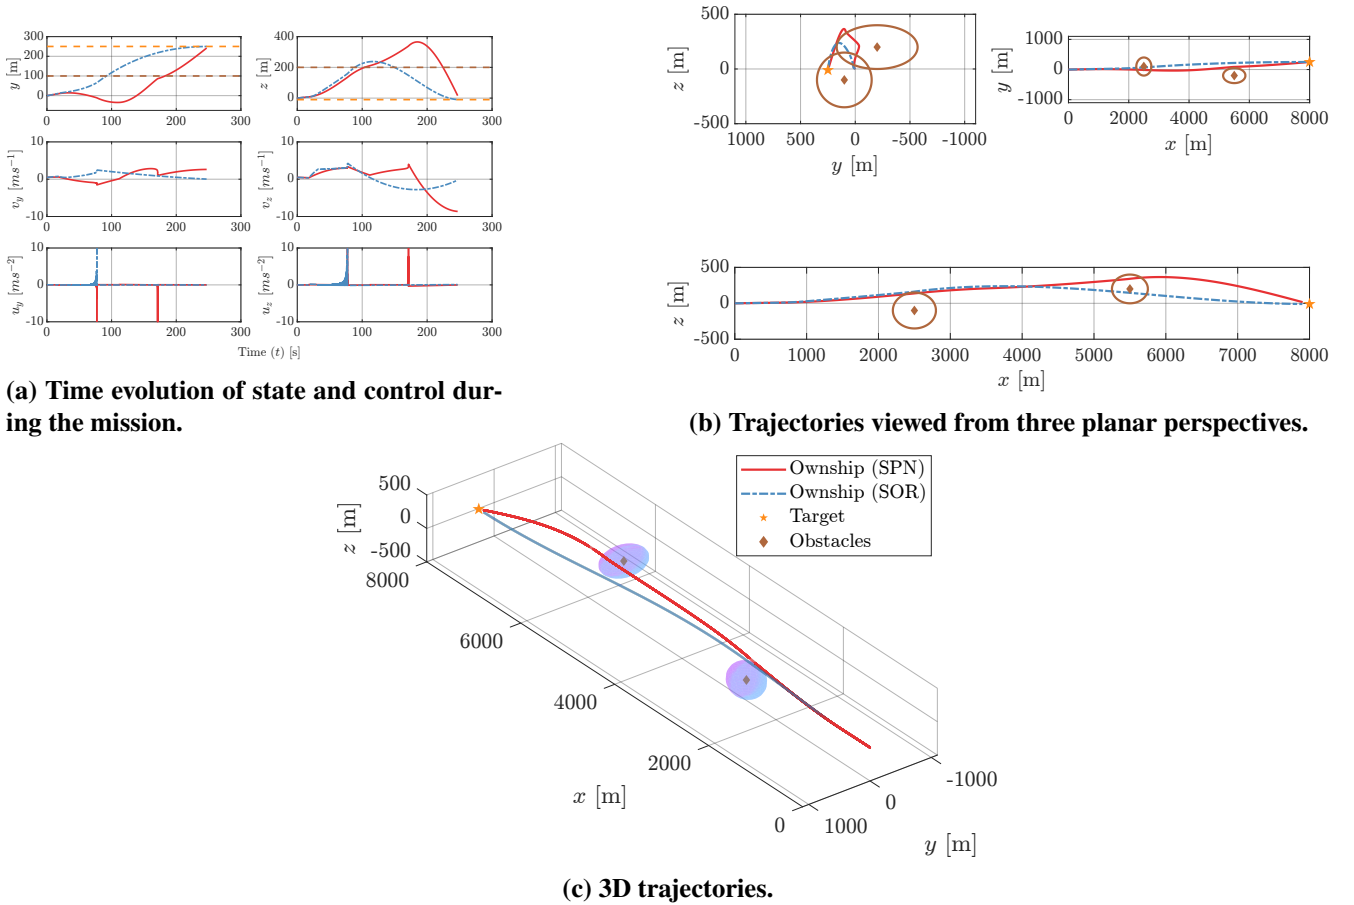 300
200
100
0
y [m]
0 100 200 300
400
200
0
z [m]
0 100 200 300
10
0
-10
v_y [ms^{-1}]
0 100 200 300
10
0
-10
v_z [ms^{-1}]
0 100 200 300
10
0
-10
u_y [ms^{-2}]
0 100 200 300
10
0
-10
u_z [ms^{-2}]
0 100 200 300
Time (t) [s]
(a) Time evolution of state and control dur-
ing the mission.
500
0
-500
z [m]
1000 500 0 -500 -1000
y [m]
1000
0
-1000
y [m]
0 2000 4000 6000 8000
x [m]
500
0
-500
z [m]
0 1000 2000 3000 4000 5000 6000 7000 8000
x [m]
(b) Trajectories viewed from three planar perspectives.
500
0
-500
z [m]
8000
6000
4000
2000
0
x [m]
-1000
0
1000
y [m]
Ownship (SPN)
Ownship (SOR)
Target
Obstacles
(c) 3D trajectories.